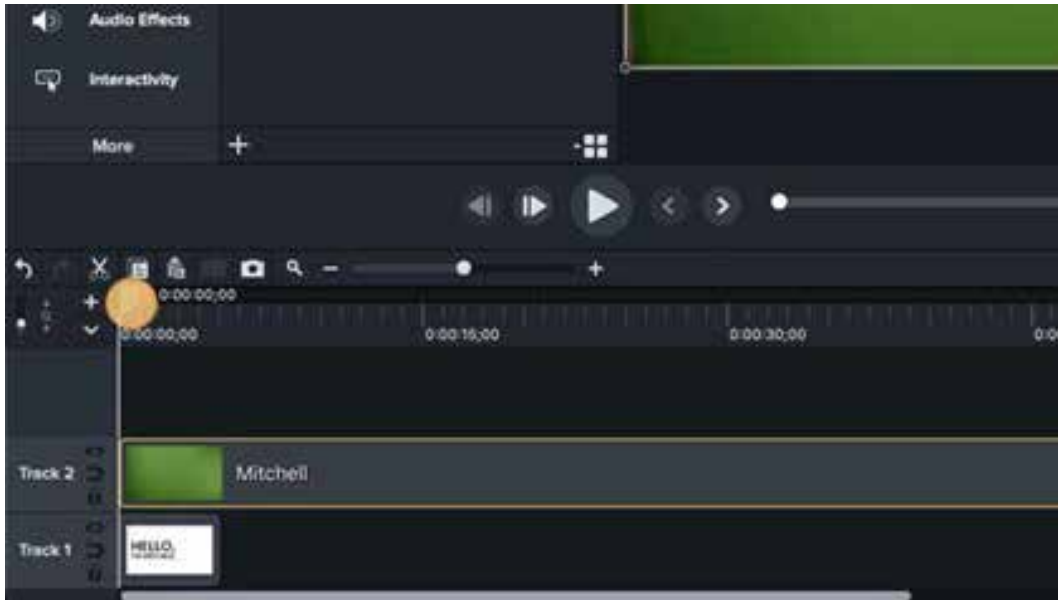 Audio Effects
Interactivity
More
0:00:00;00
0:00:00;00 0:00:15;00 0:00:30;00
Track 2 Mitchell
Track 1 HELLO,